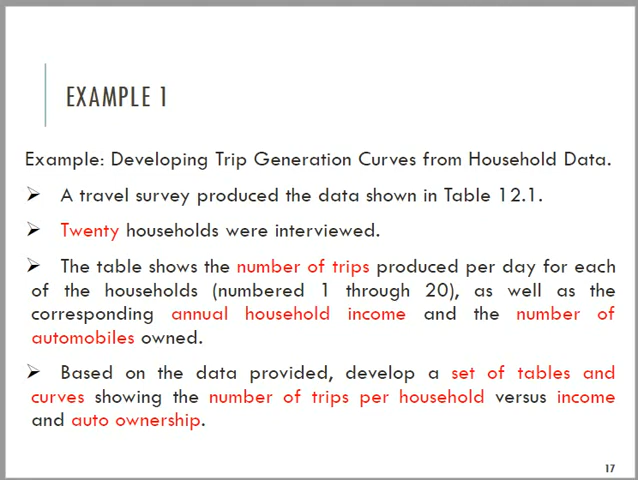 EXAMPLE 1
Example: Developing Trip Generation Curves from Household Data.
➢ A travel survey produced the data shown in Table 12.1.
➢ Twenty households were interviewed.
➢ The table shows the number of trips produced per day for each
of the households (numbered 1 through 20), as well as the
corresponding annual household income and the number of
automobiles owned.
➢ Based on the data provided, develop a set of tables and
curves showing the number of trips per household versus income
and auto ownership.
17